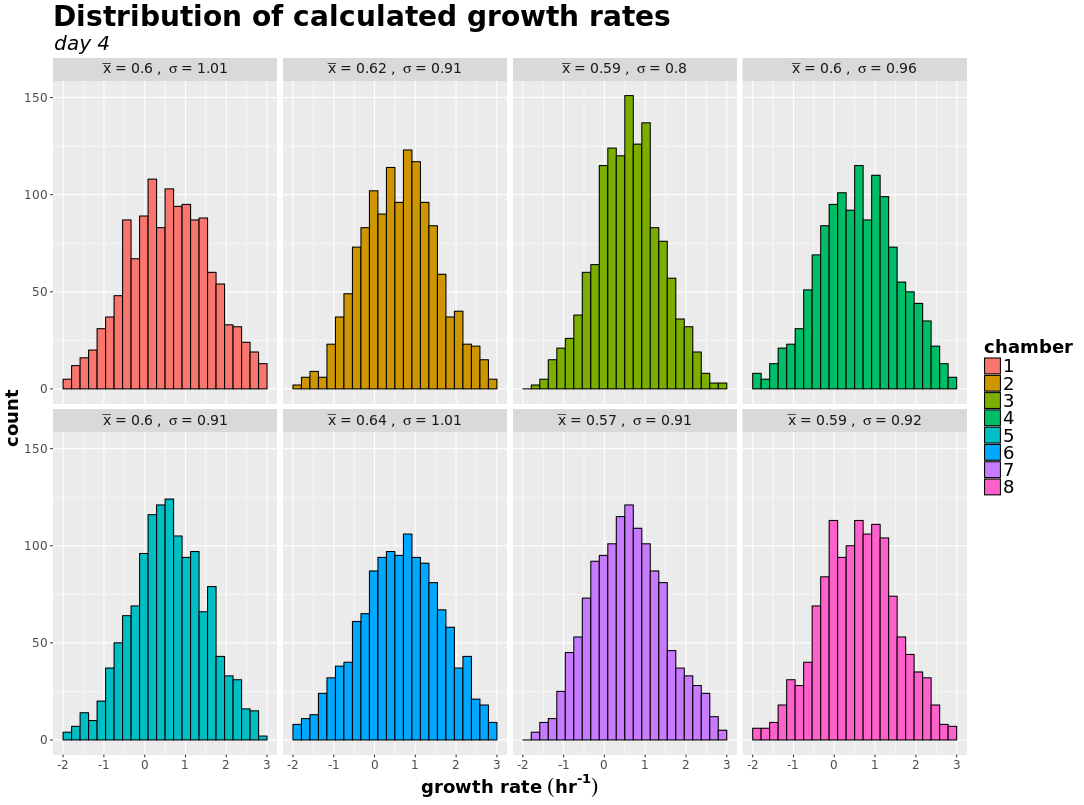 Distribution of calculated growth rates
day 4
x̅ = 0.6 , σ = 1.01
x̅ = 0.62 , σ = 0.91
x̅ = 0.59 , σ = 0.8
x̅ = 0.6 , σ = 0.96
150
100
50
0
x̅ = 0.6 , σ = 0.91
x̅ = 0.64 , σ = 1.01
x̅ = 0.57 , σ = 0.91
x̅ = 0.59 , σ = 0.92
150
100
50
0
-2 -1 0 1 2 3
-2 -1 0 1 2 3
-2 -1 0 1 2 3
-2 -1 0 1 2 3
count
growth rate (hr⁻¹)
chamber
1
2
3
4
5
6
7
8